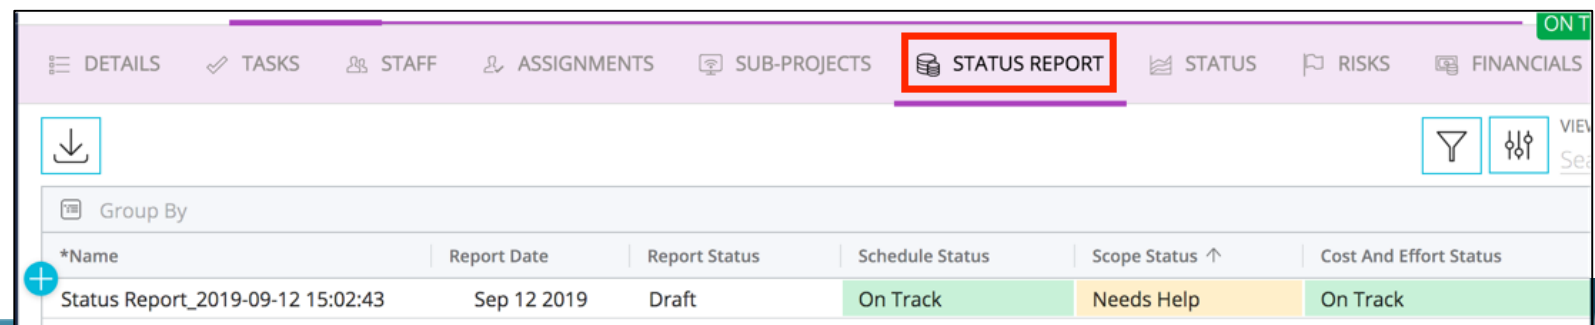 ON T
DETAILS TASKS STAFF ASSIGNMENTS SUB-PROJECTS STATUS REPORT STATUS RISKS FINANCIALS
VIEW
Sea
Group By
*Name Report Date Report Status Schedule Status Scope Status ↑ Cost And Effort Status
Status Report_2019-09-12 15:02:43 Sep 12 2019 Draft On Track Needs Help On Track